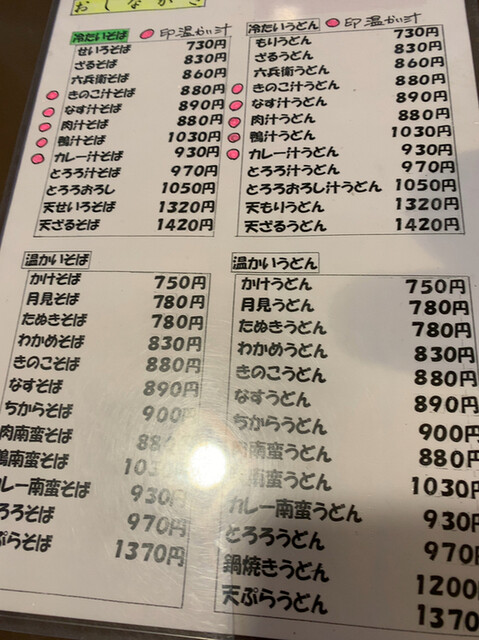 おしながき
冷たいそば 印温かい汁
せいろそば 730円
ざるそば 830円
六兵衛そば 860円
きのこ汁そば 880円
なす汁そば 890円
肉汁そば 880円
鴨汁そば 1030円
カレー汁そば 930円
とろろ汁そば 970円
とろろおろし 1050円
天せいろそば 1320円
天ざるそば 1420円
冷たいうどん 印温かい汁
もりうどん 730円
ざるうどん 830円
六兵衛うどん 860円
きのこ汁うどん 880円
なす汁うどん 890円
肉汁うどん 880円
鴨汁うどん 1030円
カレー汁うどん 930円
とろろ汁うどん 970円
とろろおろし汁うどん 1050円
天もりうどん 1320円
天ざるうどん 1420円
温かいそば
かけそば 750円
月見そば 780円
たぬきそば 780円
わかめそば 830円
きのこそば 880円
なすそば 890円
ちからそば 900円
肉南蛮そば 880円
鴨南蛮そば 1030円
カレー南蛮そば 930円
とろろそば 970円
天ぷらそば 1370円
温かいうどん
かけうどん 750円
月見うどん 780円
たぬきうどん 780円
わかめうどん 830円
きのこうどん 880円
なすうどん 890円
ちからうどん 900円
肉南蛮うどん 880円
南蛮うどん 1030円
カレー南蛮うどん 930円
とろろうどん 970円
鍋焼きうどん 1200円
天ぷらうどん 1370